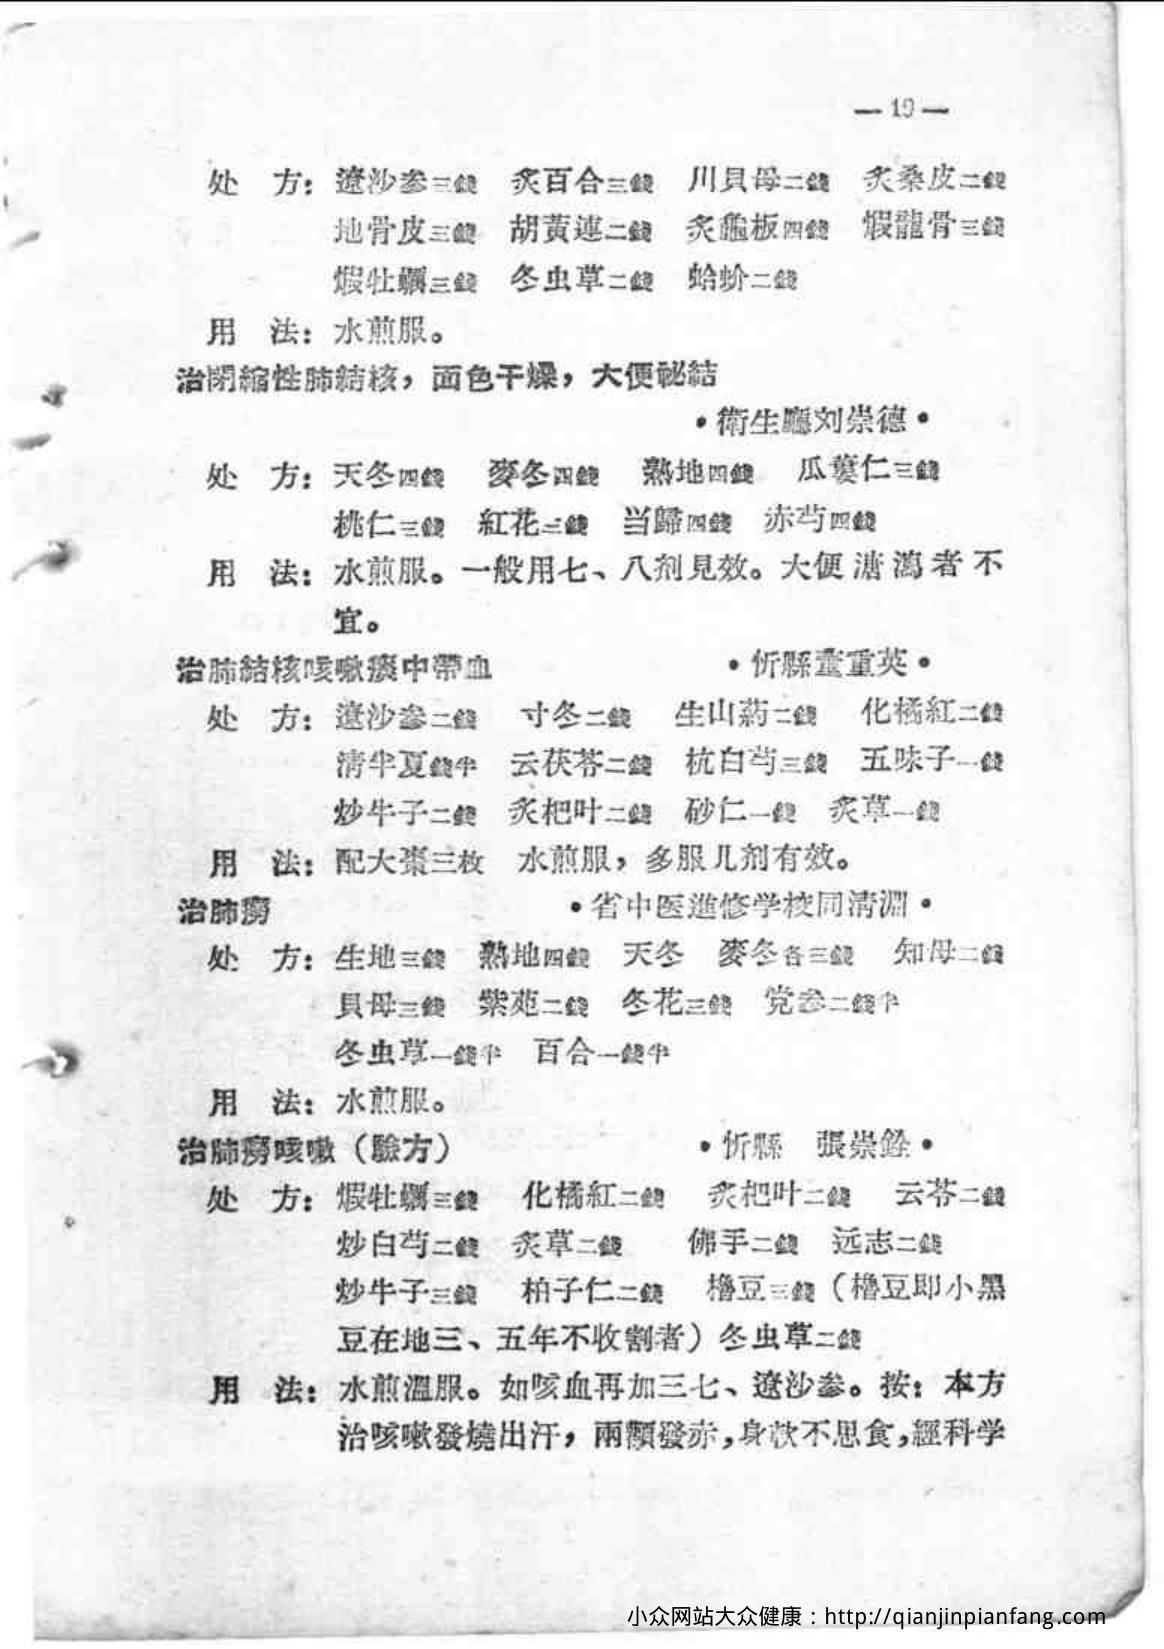 — 19 —
处 方：遼沙参三錢 炙百合三錢 川貝母二錢 炙桑皮二錢
地骨皮三錢 胡黃連二錢 炙龜板四錢 煆龍骨三錢
煆牡蠣三錢 冬虫草二錢 蛤蚧二錢
用 法：水煎服。
治閉縮性肺結核，面色干燥，大便祕結
•衛生廳刘崇德•
处 方：天冬四錢 麥冬四錢 熟地四錢 瓜蔞仁三錢
桃仁三錢 紅花三錢 当歸四錢 赤芍四錢
用 法：水煎服。一般用七、八剂見效。大便溏瀉者不
宜。
治肺結核咳嗽痰中帶血 •忻縣董重英•
处 方：遼沙参二錢 寸冬二錢 生山葯二錢 化橘紅二錢
清半夏錢半 云茯苓二錢 杭白芍三錢 五味子一錢
炒牛子二錢 炙杷叶二錢 砂仁一錢 炙草一錢
用 法：配大棗三枚 水煎服，多服几剂有效。
治肺癆 •省中医進修学校同清淵•
处 方：生地三錢 熟地四錢 天冬 麥冬各三錢 知母二錢
貝母三錢 紫苑二錢 冬花三錢 党参二錢半
冬虫草一錢半 百合一錢半
用 法：水煎服。
治肺癆咳嗽（驗方） •忻縣 張崇銓•
处 方：煆牡蠣三錢 化橘紅二錢 炙杷叶二錢 云苓二錢
炒白芍二錢 炙草二錢 佛手二錢 远志二錢
炒牛子三錢 柏子仁二錢 櫓豆三錢（櫓豆即小黑
豆在地三、五年不收割者）冬虫草二錢
用 法：水煎溫服。如咳血再加三七、遼沙参。按：本方
治咳嗽發燒出汗，兩顴發赤，身軟不思食，經科学
小众网站大众健康：http://qianjinpianfang.com